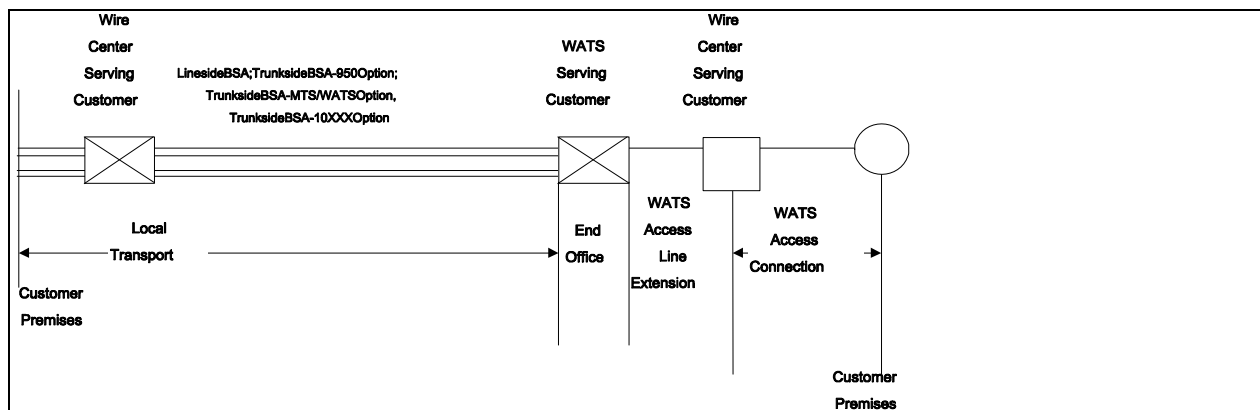 Wire
Center
Serving
Customer
LinesideBSA;TrunksideBSA-950Option;
TrunksideBSA-MTS/WATSOption,
TrunksideBSA-10XXXOption
WATS
Serving
Customer
Wire
Center
Serving
Customer
Local
Transport
End
Office
WATS
Access
Line
Extension
WATS
Access
Connection
Customer
Premises
Customer
Premises